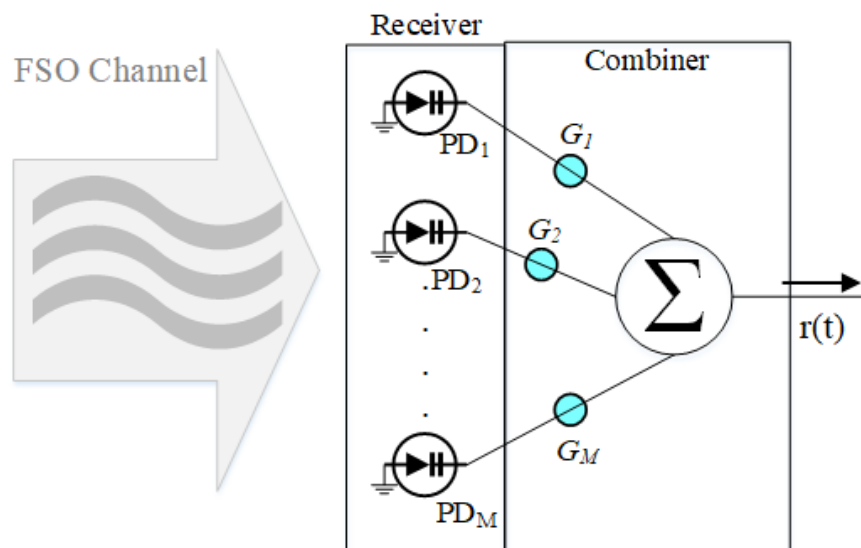 Receiver
FSO Channel
Combiner
PD1
G1
PD2
G2
Σ
r(t)
.
.
.
.
GM
PDM